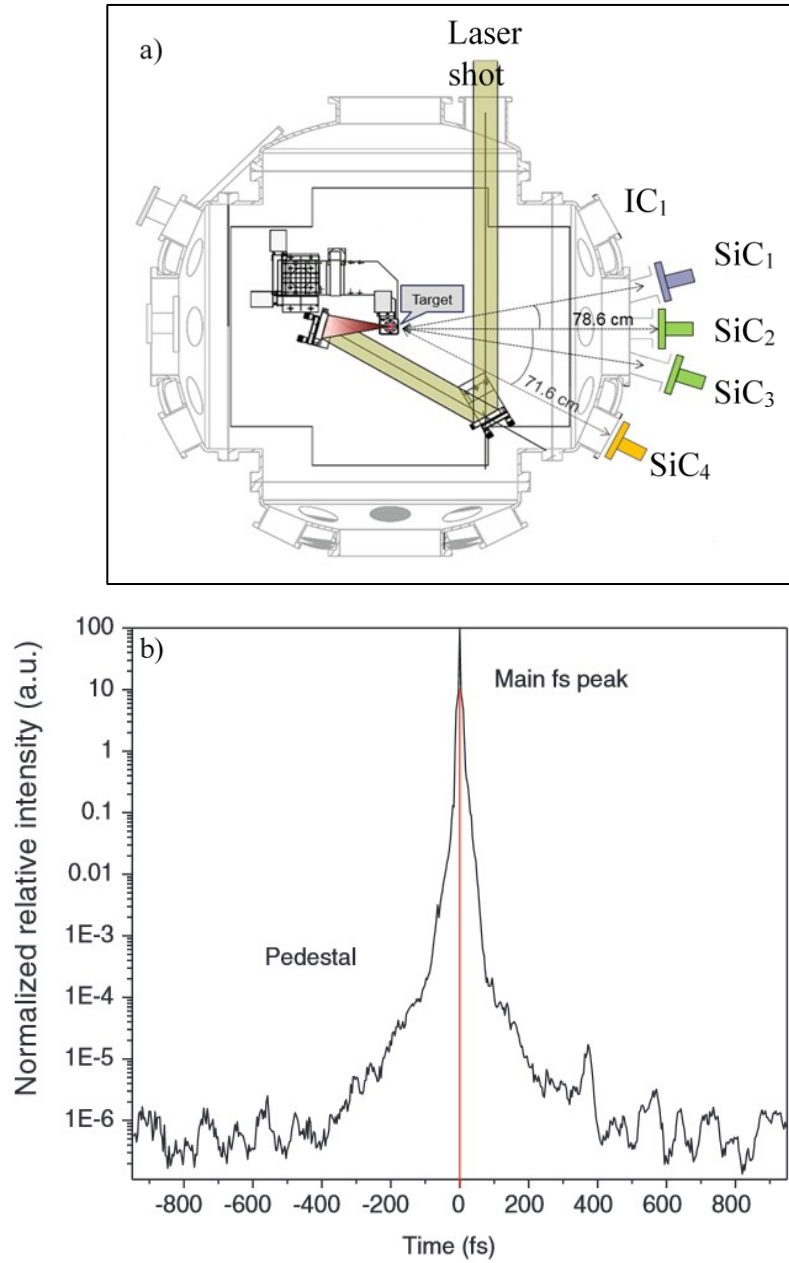 a)
Laser
shot
IC1
SiC1
Target
78.6 cm
SiC2
71.6 cm
SiC3
SiC4
b)
Normalized relative intensity (a.u.)
100
10
1
0.1
0.01
1E-3
1E-4
1E-5
1E-6
Main fs peak
Pedestal
-800 -600 -400 -200 0 200 400 600 800
Time (fs)